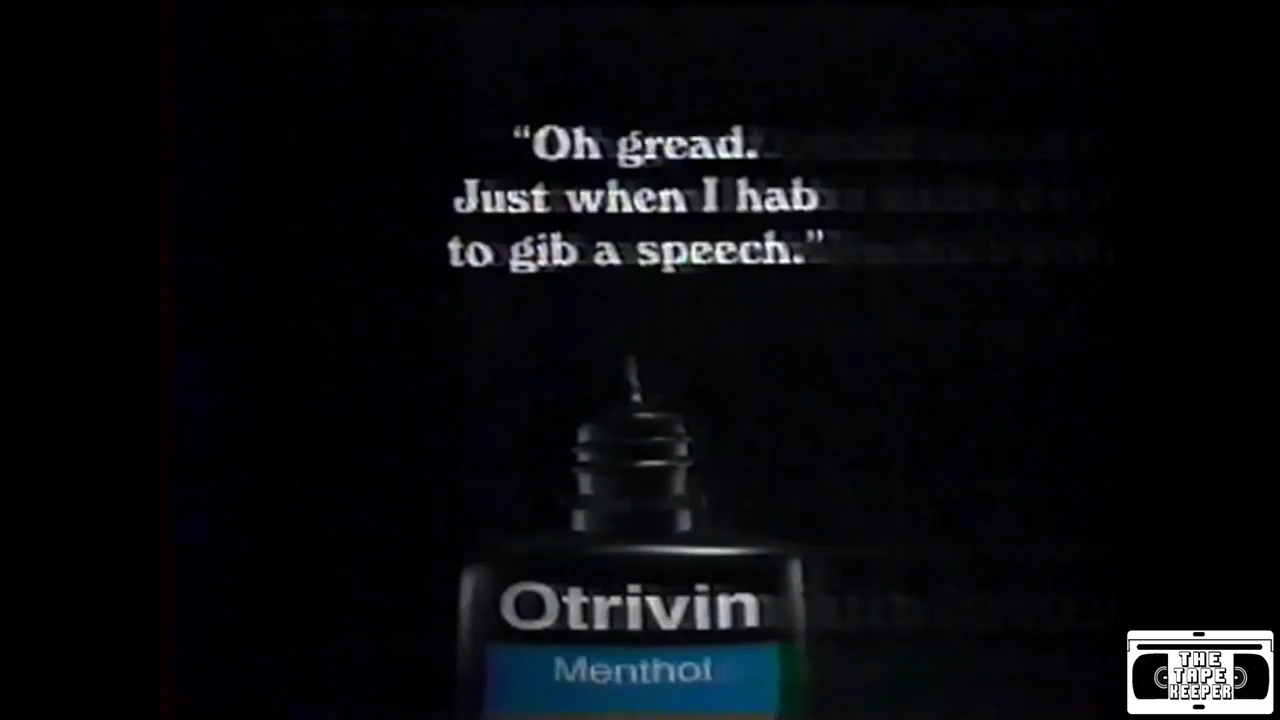 “Oh gread.
Just when I hab
to gib a speech.”
Otrivin
Menthol
THE
TAPE
KEEPER